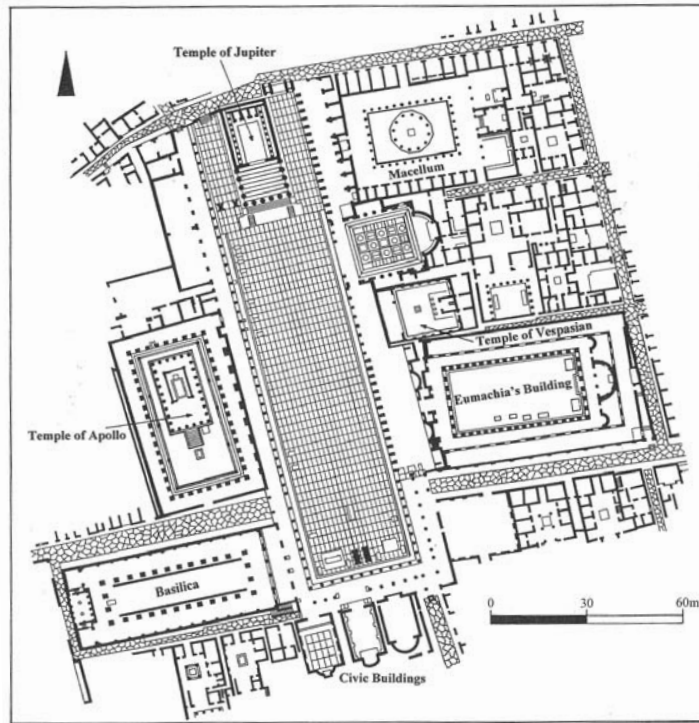 Temple of
Jupiter
Macellum
Temple of Vespasian
Eumachia's Building
Temple of
Apollo
Basilica
0
30
60m
Civic Buildings